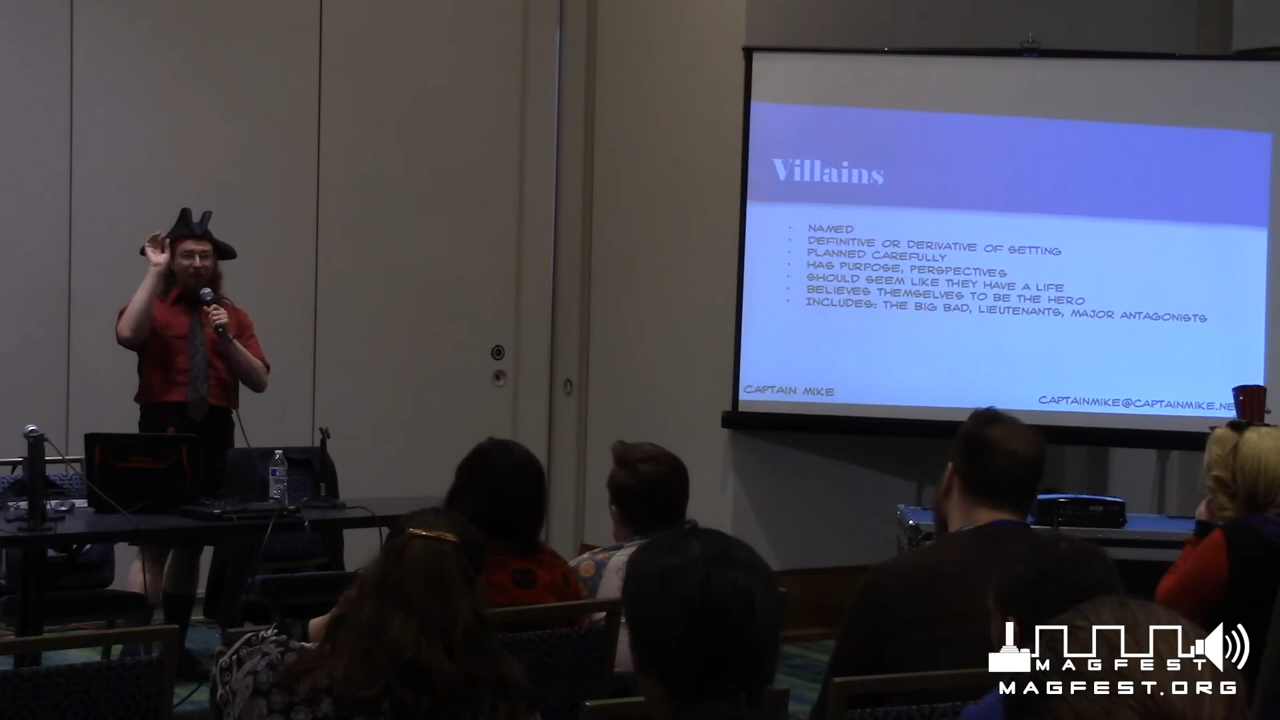 Villains
NAMED
DEFINITIVE OR DERIVATIVE OF SETTING
PLANNED CAREFULLY
HAS PURPOSE, PERSPECTIVES
SHOULD SEEM LIKE THEY HAVE A LIFE
BELIEVES THEMSELVES TO BE THE HERO
INCLUDES: THE BIG BAD, LIEUTENANTS, MAJOR ANTAGONISTS
CAPTAIN MIKE
CAPTAINMIKE@CAPTAINMIKE.NE
MAGFEST
MAGFEST.ORG